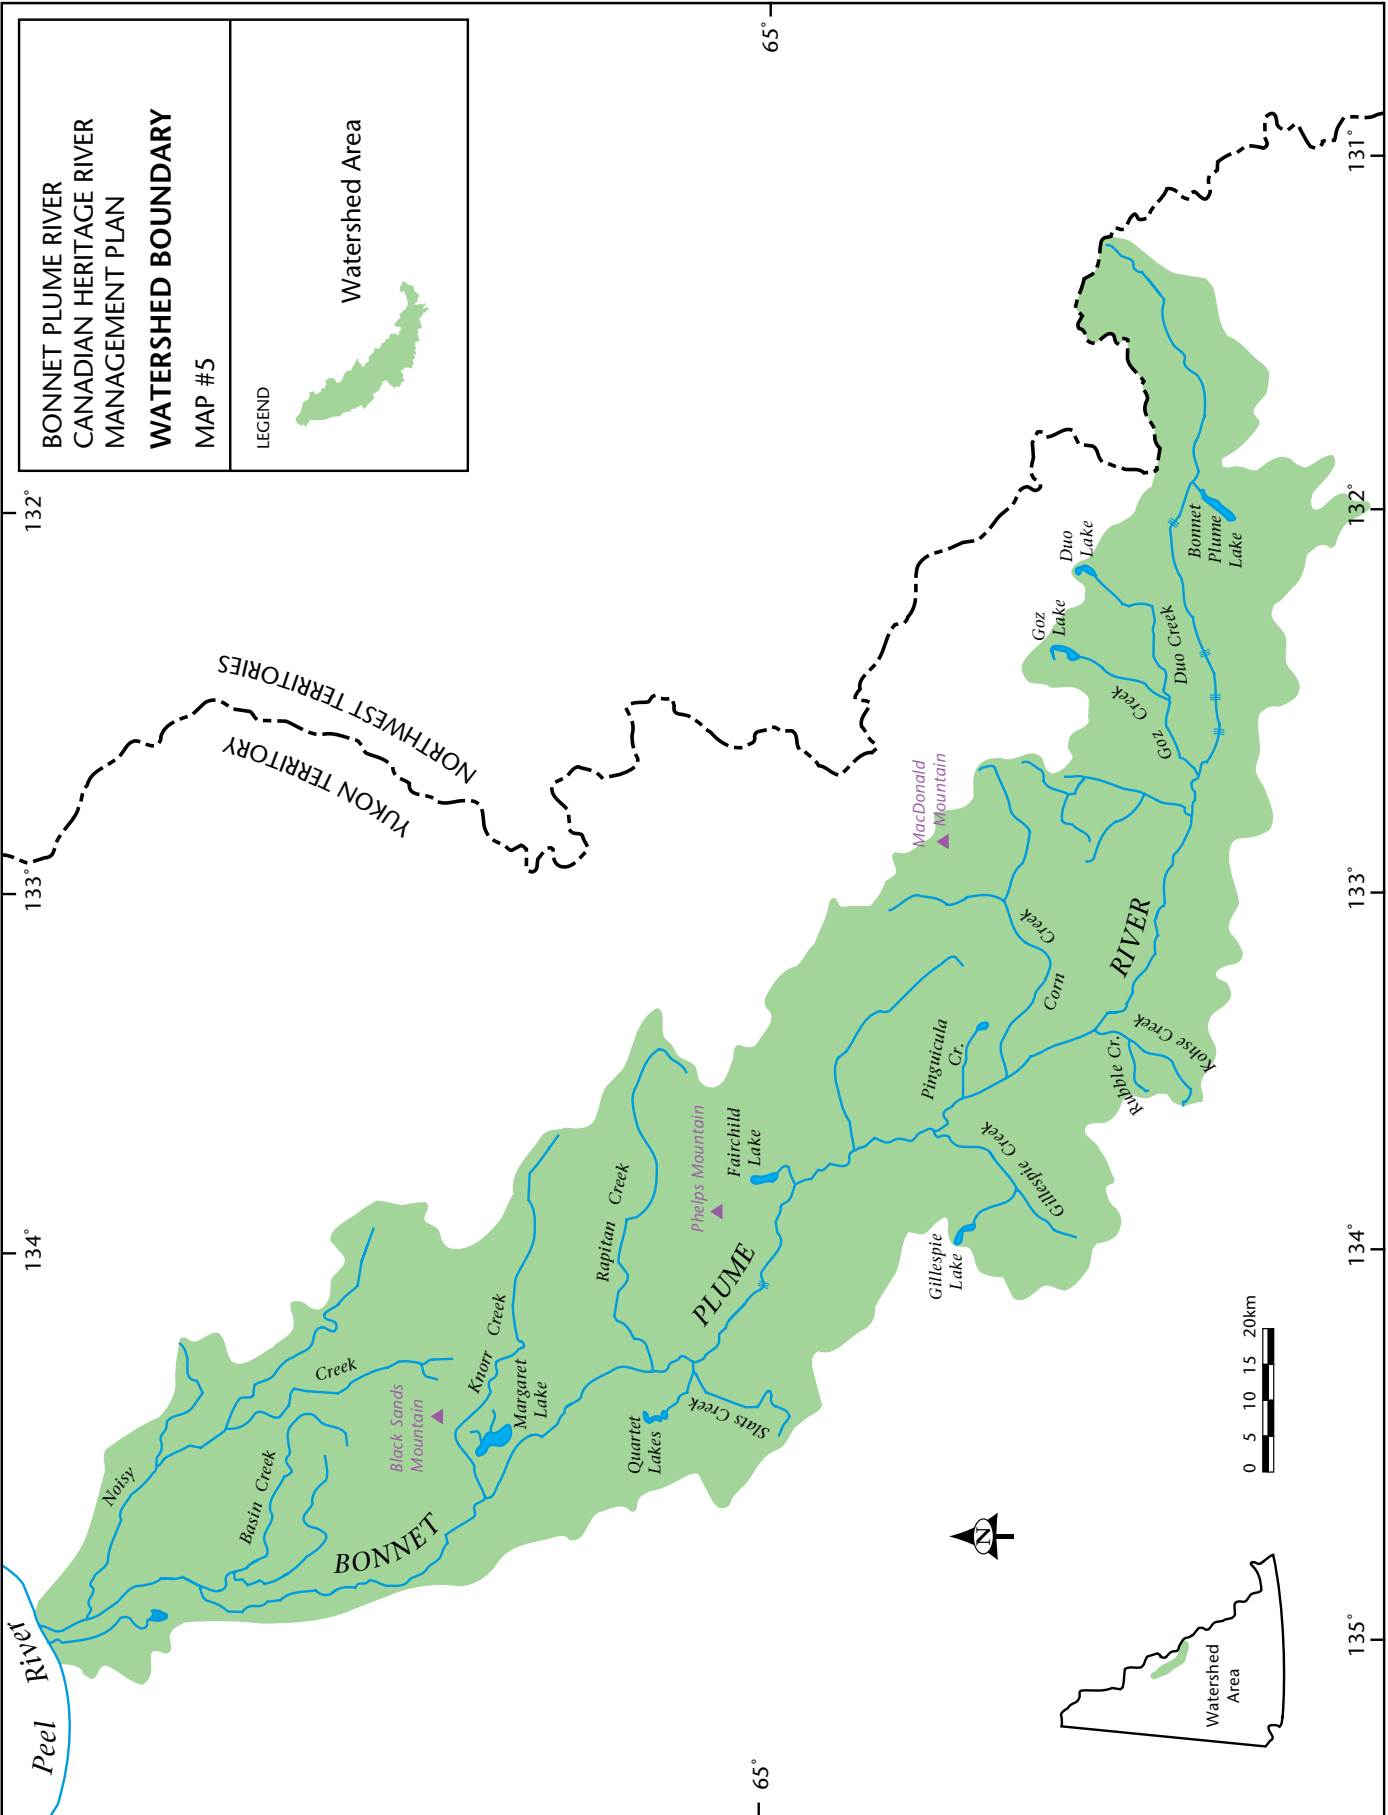 BONNET PLUME RIVER
CANADIAN HERITAGE RIVER
MANAGEMENT PLAN
WATERSHED BOUNDARY
MAP #5
LEGEND
Watershed Area
65°
132°
133°
134°
131°
132°
133°
134°
135°
65°
NORTHWEST TERRITORIES
YUKON TERRITORY
Peel River
Noisy
Creek
Basin Creek
Black Sands
Mountain
BONNET
Knorr Creek
Margaret
Lake
Rapitan Creek
Quartet
Lakes
Slats Creek
PLUME
Phelps Mountain
Fairchild
Lake
Gillespie
Lake
Gillespie Creek
Pinguicula
Cr.
MacDonald
Mountain
Corn
Creek
RIVER
Rubble Cr.
Kohse Creek
Goz
Lake
Goz
Creek
Duo
Lake
Duo Creek
Bonnet
Plume
Lake
N
0 5 10 15 20km
Watershed
Area